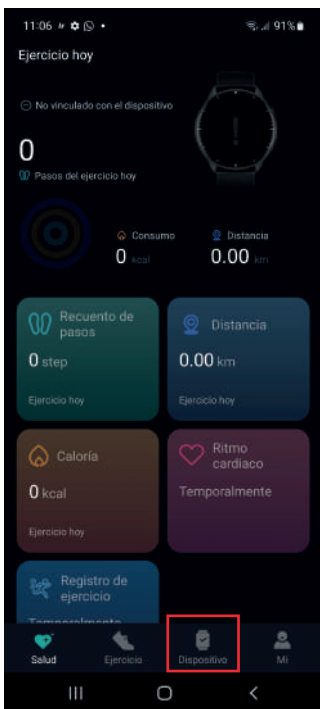 11:06
91%
Ejercicio hoy
No vinculado con el dispositivo
0
Pasos del ejercicio hoy
Consumo
Distancia
0 kcal
0.00 km
Recuento de
pasos
Distancia
0 step
0.00 km
Ejercicio hoy
Ejercicio hoy
Caloría
Ritmo
cardiaco
0 kcal
Temporalmente
Ejercicio hoy
Registro de
ejercicio
Temporalmente
Salud
Ejercicio
Dispositivo
Mi